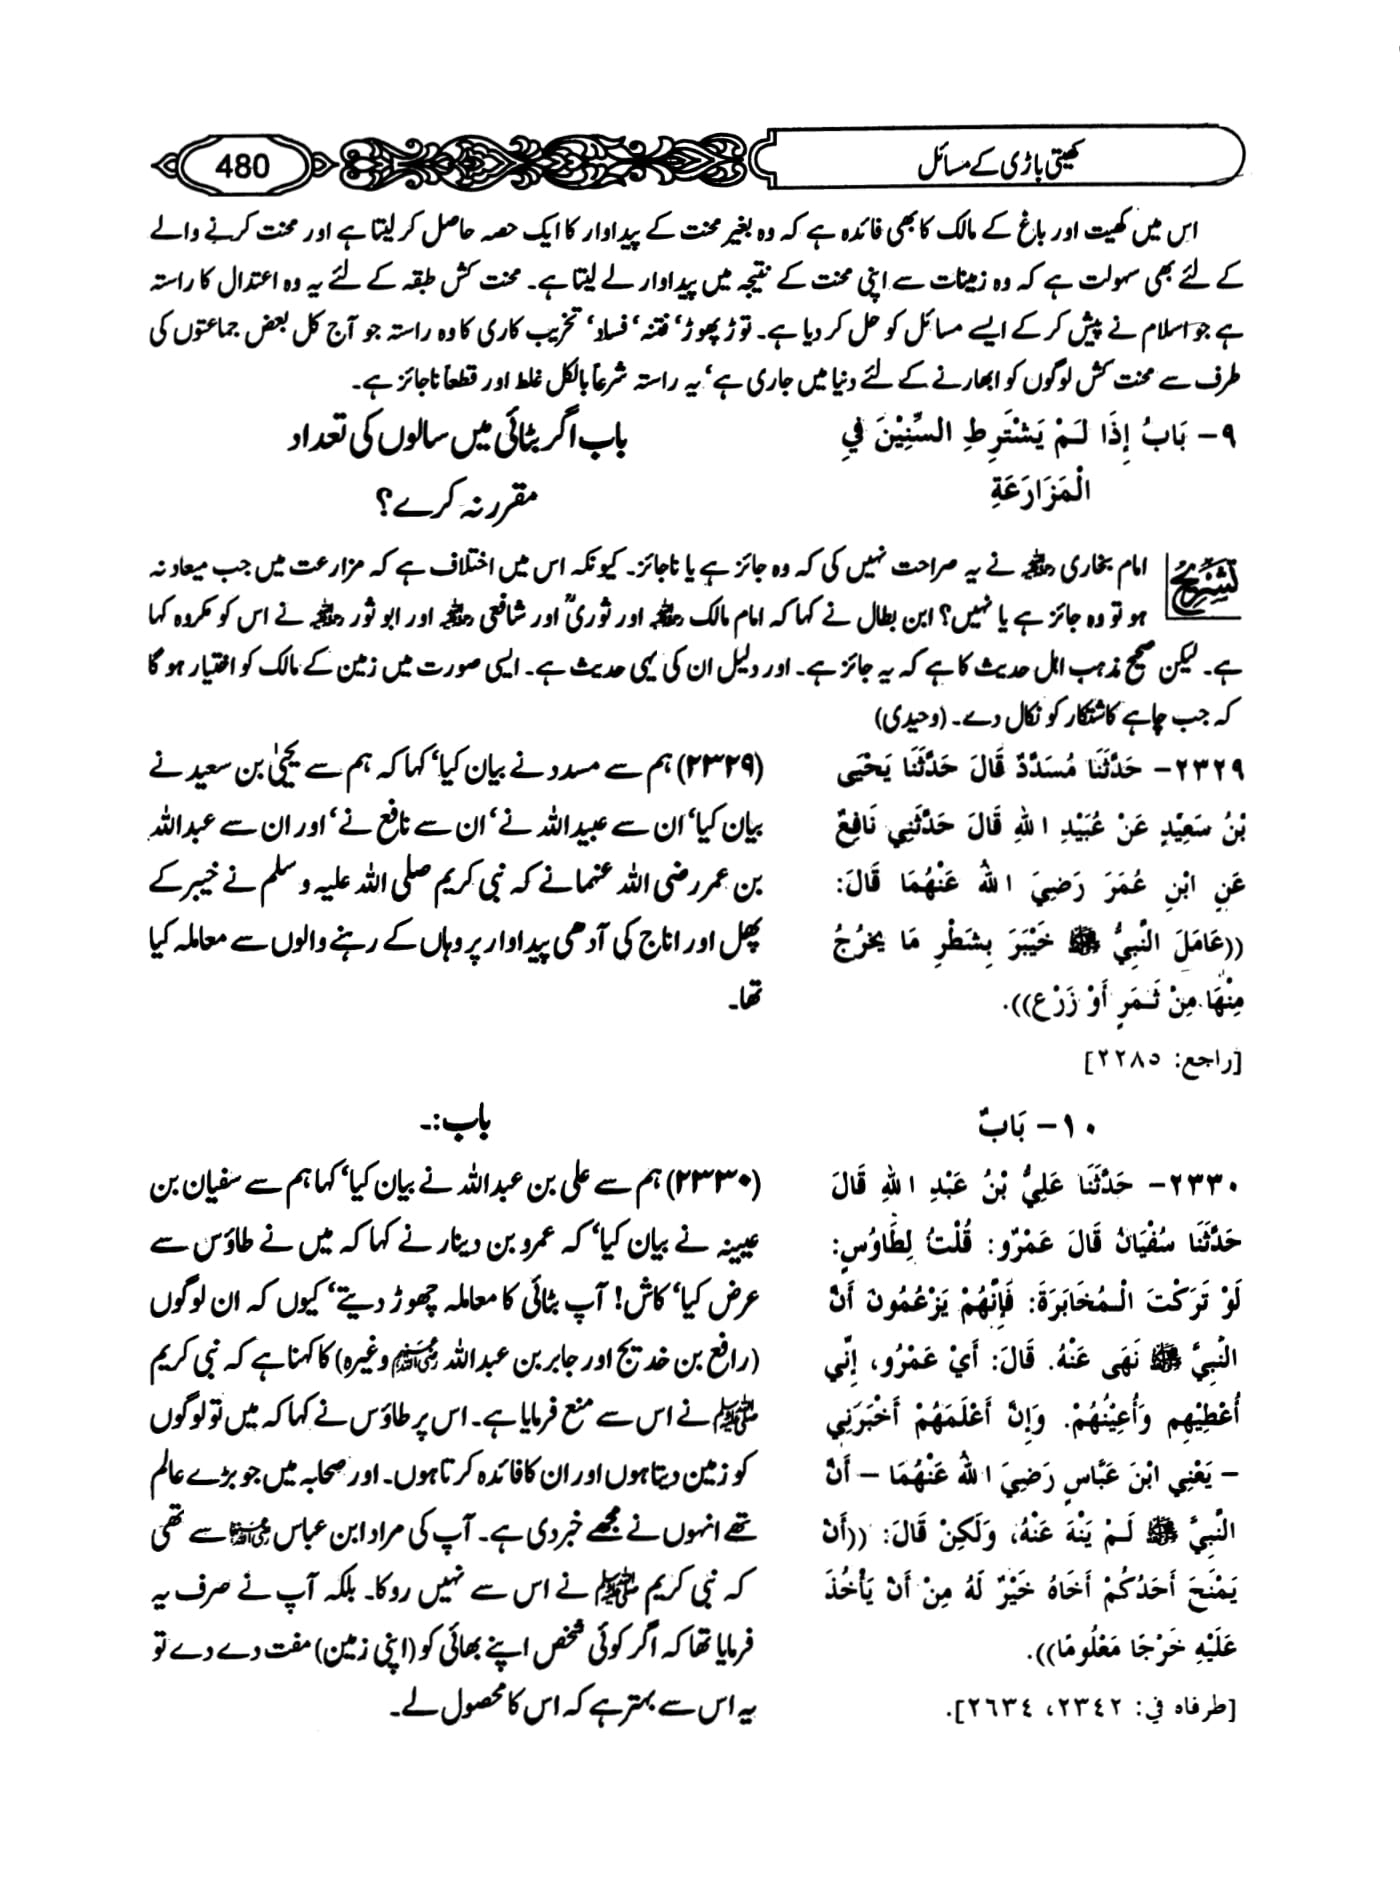 کھیتی باڑی کے مسائل
480
اس میں کھیت اور باغ کے مالک کا بھی فائدہ ہے کہ وہ بغیر محنت کے پیداوار کا ایک حصہ حاصل کر لیتا ہے اور محنت کرنے والے
کے لئے بھی سہولت ہے کہ وہ زمینات سے اپنی محنت کے نتیجہ میں پیداوار لے لیتا ہے۔ محنت کش طبقہ کے لئے یہ وہ اعتدال کا راستہ
ہے جو اسلام نے پیش کر کے ایسے مسائل کو حل کر دیا ہے۔ توڑ پھوڑ‘ فتنہ‘ فساد‘ تخریب کاری کا وہ راستہ جو آج کل بعض جماعتوں کی
طرف سے محنت کش لوگوں کو ابھارنے کے لئے دنیا میں جاری ہے‘ یہ راستہ شرعاً بالکل غلط اور قطعاً ناجائز ہے۔
٩- بَابُ إِذَا لَمْ يَشْتَرِطِ السِّنِيْنَ فِي
الْمَزَارَعَةِ
باب اگر بٹائی میں سالوں کی تعداد
مقرر نہ کرے؟
تشریح
امام بخاری رحمۃ اللہ علیہ نے یہ صراحت نہیں کی کہ وہ جائز ہے یا ناجائز۔ کیونکہ اس میں اختلاف ہے کہ مزارعت میں جب میعاد نہ
ہو تو وہ جائز ہے یا نہیں؟ ابن بطال نے کہا کہ امام مالک رحمۃ اللہ علیہ اور ثوریؒ اور شافعی رحمۃ اللہ علیہ اور ابو ثور رحمۃ اللہ علیہ نے اس کو مکروہ کہا
ہے۔ لیکن صحیح مذہب اہل حدیث کا ہے کہ یہ جائز ہے۔ اور دلیل ان کی یہی حدیث ہے۔ ایسی صورت میں زمین کے مالک کو اختیار ہو گا
کہ جب چاہے کاشتکار کو نکال دے۔ (وحیدی)
٢٣٢٩- حَدَّثَنَا مُسَدَّدٌ قَالَ حَدَّثَنَا يَحْيَى
بْنُ سَعِيْدٍ عَنْ عُبَيْدِ اللهِ قَالَ حَدَّثَنِي نَافِعٌ
عَنِ ابْنِ عُمَرَ رَضِيَ اللهُ عَنْهُمَا قَالَ:
((عَامَلَ النَّبِيُّ ﷺ خَيْبَرَ بِشَطْرِ مَا يَخْرُجُ
مِنْهَا مِنْ ثَمَرٍ أَوْ زَرْعٍ)).
[راجع: ٢٢٨٥]
(۲۳۲۹) ہم سے مسدد نے بیان کیا‘ کہا کہ ہم سے یحییٰ بن سعید نے
بیان کیا‘ ان سے عبیداللہ نے‘ ان سے نافع نے‘ اور ان سے عبداللہ
بن عمر رضی اللہ عنہما نے کہ نبی کریم صلی اللہ علیہ و سلم نے خیبر کے
پھل اور اناج کی آدھی پیداوار پر وہاں کے رہنے والوں سے معاملہ کیا
تھا۔
١٠- بَابٌ
باب:۔
٢٣٣٠- حَدَّثَنَا عَلِيُّ بْنُ عَبْدِ اللهِ قَالَ
حَدَّثَنَا سُفْيَانُ قَالَ عَمْرٌو: قُلْتُ لِطَاوُسٍ:
لَوْ تَرَكْتَ الْمُخَابَرَةَ: فَإِنَّهُمْ يَزْعُمُونَ أَنَّ
النَّبِيَّ ﷺ نَهَى عَنْهُ. قَالَ: أَيْ عَمْرُو، إِنِّي
أُعْطِيْهِم وَأُعِيْنُهُمْ. وَإِنَّ أَعْلَمَهُمْ أَخْبَرَنِي
- يَعْنِي ابْنَ عَبَّاسٍ رَضِيَ اللهُ عَنْهُمَا - أَنَّ
النَّبِيَّ ﷺ لَمْ يَنْهَ عَنْهُ، وَلَكِنْ قَالَ: ((أَنْ
يَمْنَحَ أَحَدُكُمْ أَخَاهُ خَيْرٌ لَهُ مِنْ أَنْ يَأْخُذَ
عَلَيْهِ خَرْجًا مَعْلُومًا)).
[طرفاه في: ٢٣٤٢، ٢٦٣٤].
(۲۳۳۰) ہم سے علی بن عبداللہ نے بیان کیا‘ کہا ہم سے سفیان بن
عیینہ نے بیان کیا‘ کہ عمرو بن دینار نے کہا کہ میں نے طاؤس سے
عرض کیا‘ کاش! آپ بٹائی کا معاملہ چھوڑ دیتے‘ کیوں کہ ان لوگوں
(رافع بن خدیج اور جابر بن عبداللہ رضی اللہ عنہم وغیرہ) کا کہنا ہے کہ نبی کریم
ﷺ نے اس سے منع فرمایا ہے۔ اس پر طاؤس نے کہا کہ میں تو لوگوں
کو زمین دیتا ہوں اور ان کا فائدہ کرتا ہوں۔ اور صحابہ میں جو بڑے عالم
تھے انہوں نے مجھے خبر دی ہے۔ آپ کی مراد ابن عباس رضی اللہ عنہما سے تھی
کہ نبی کریم ﷺ نے اس سے نہیں روکا۔ بلکہ آپ نے صرف یہ
فرمایا تھا کہ اگر کوئی شخص اپنے بھائی کو (اپنی زمین) مفت دے دے تو
یہ اس سے بہتر ہے کہ اس کا محصول لے۔